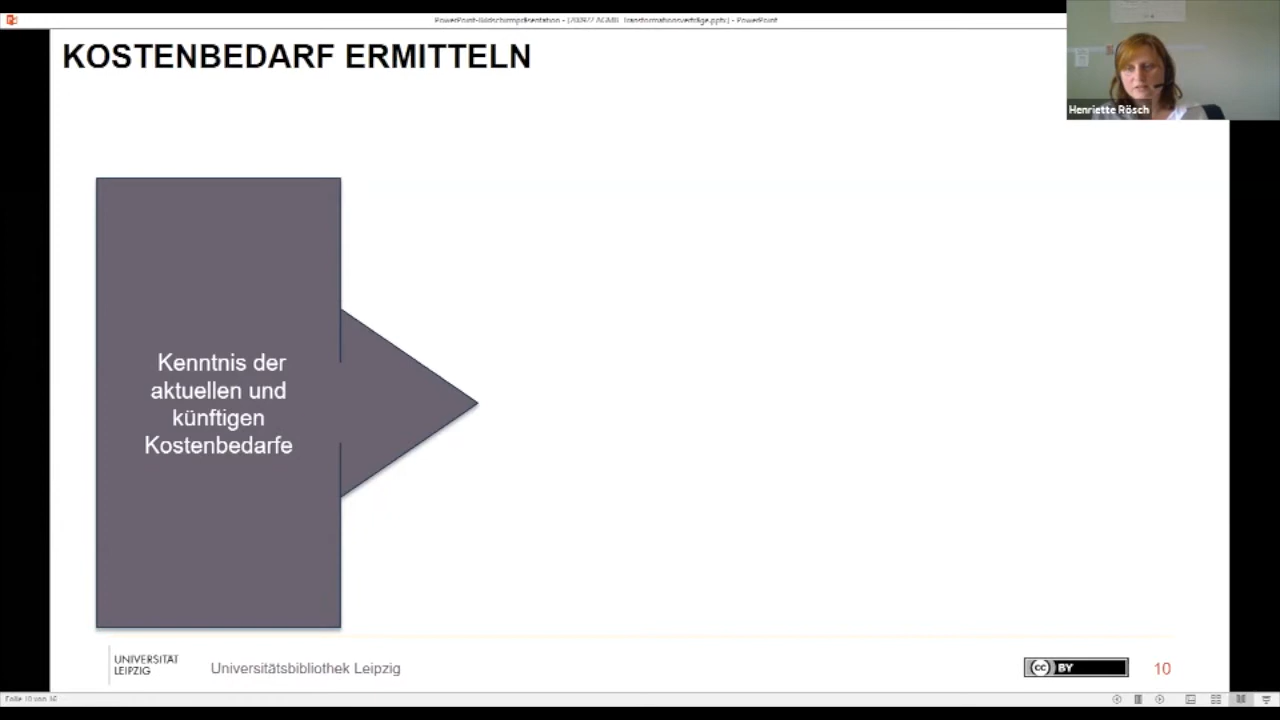 KOSTENBEDARF ERMITTELN
Henriette Rösch
Kenntnis der
aktuellen und
künftigen
Kostenbedarfe
UNIVERSITÄT
LEIPZIG
Universitätsbibliothek Leipzig
cc BY
10